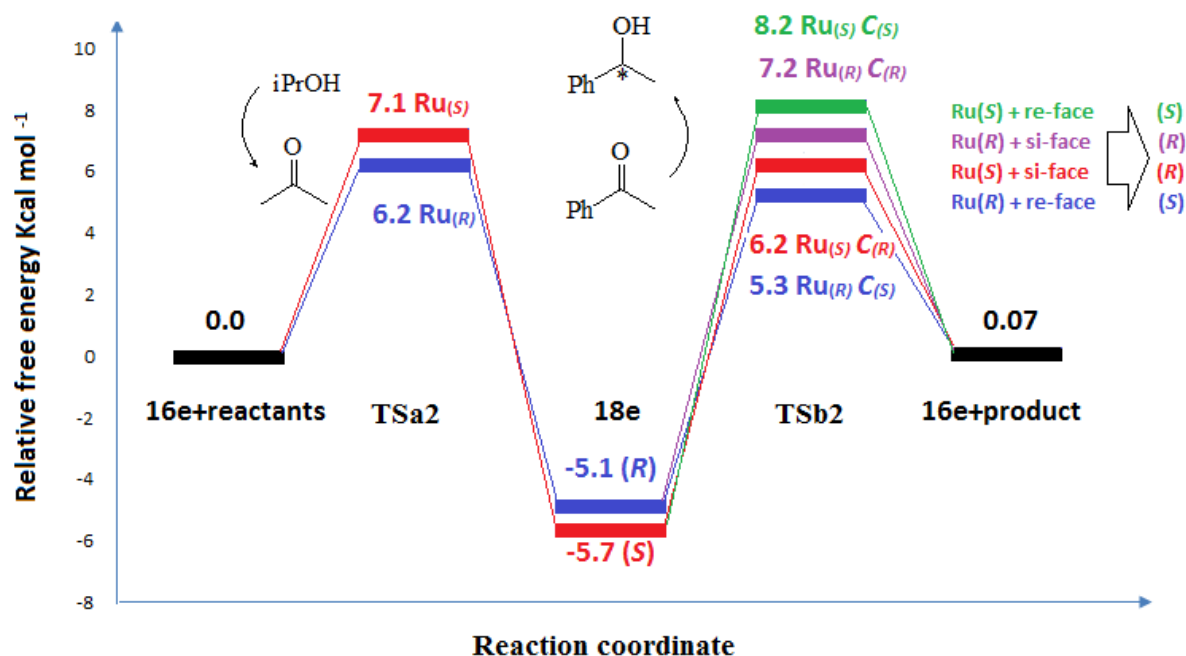 8.2 Ru(S) C(S)
7.2 Ru(R) C(R)
10
8
6
4
2
0
-2
-4
-6
-8
Relative free energy Kcal mol -1
iPrOH
O
7.1 Ru(S)
6.2 Ru(R)
OH
Ph
*
O
Ph
Ru(S) + re-face (S)
Ru(R) + si-face (R)
Ru(S) + si-face (R)
Ru(R) + re-face (S)
6.2 Ru(S) C(R)
5.3 Ru(R) C(S)
0.0
0.07
16e+reactants
TSa2
18e
TSb2
16e+product
-5.1 (R)
-5.7 (S)
Reaction coordinate